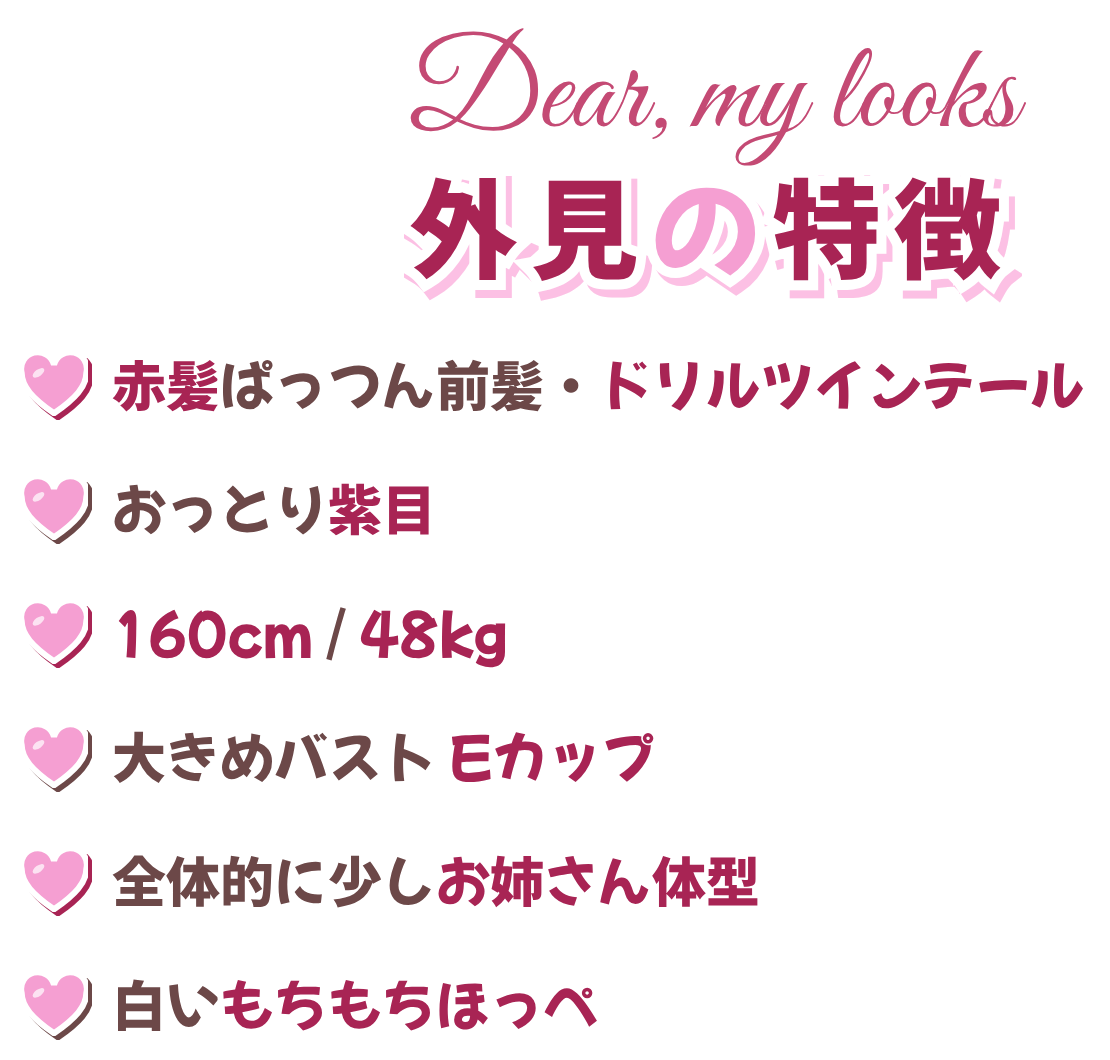 Dear, my looks
外見の特徴
赤髪ぱっつん前髪・ドリルツインテール
おっとり紫目
160cm / 48kg
大きめバスト Eカップ
全体的に少しお姉さん体型
白いもちもちほっぺ